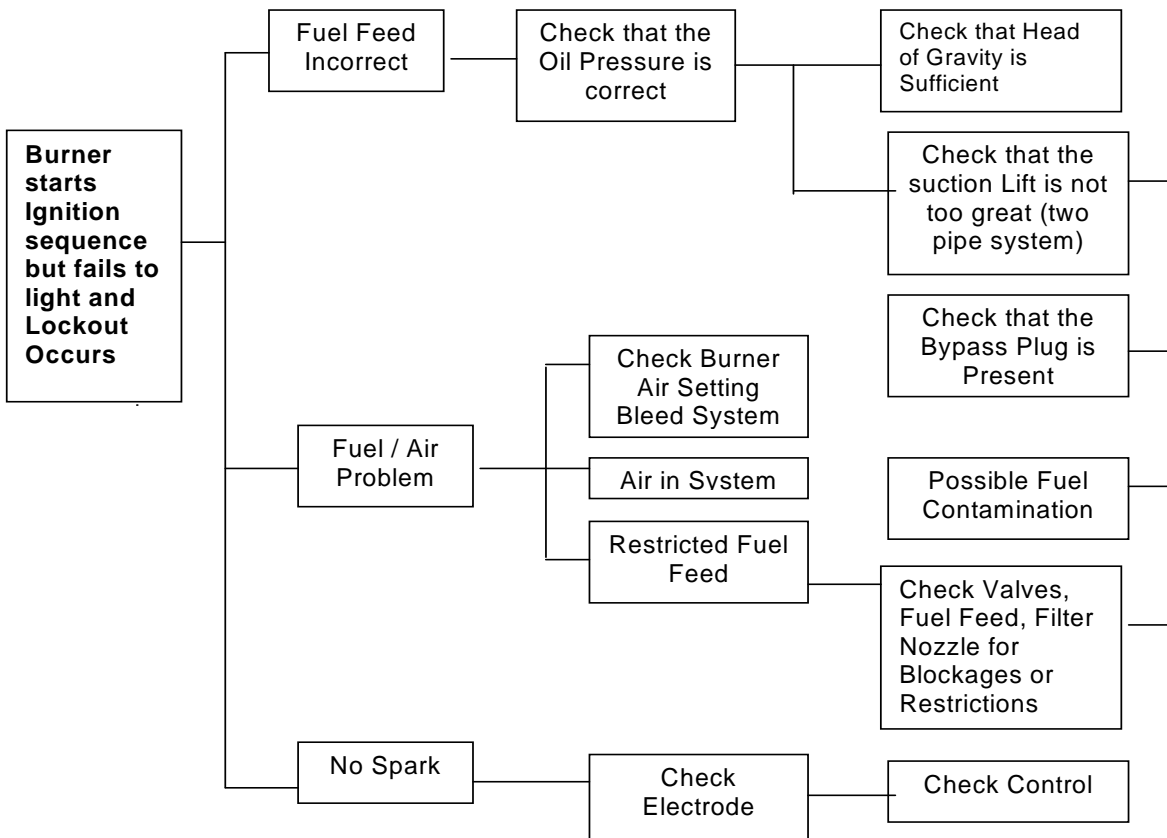 Burner
starts
Ignition
sequence
but fails to
light and
Lockout
Occurs
Fuel Feed
Incorrect
Check that the
Oil Pressure is
correct
Check that Head
of Gravity is
Sufficient
Check that the
suction Lift is not
too great (two
pipe system)
Check that the
Bypass Plug is
Present
Fuel / Air
Problem
Check Burner
Air Setting
Bleed System
Air in System
Restricted Fuel
Feed
Possible Fuel
Contamination
Check Valves,
Fuel Feed, Filter
Nozzle for
Blockages or
Restrictions
No Spark
Check
Electrode
Check Control